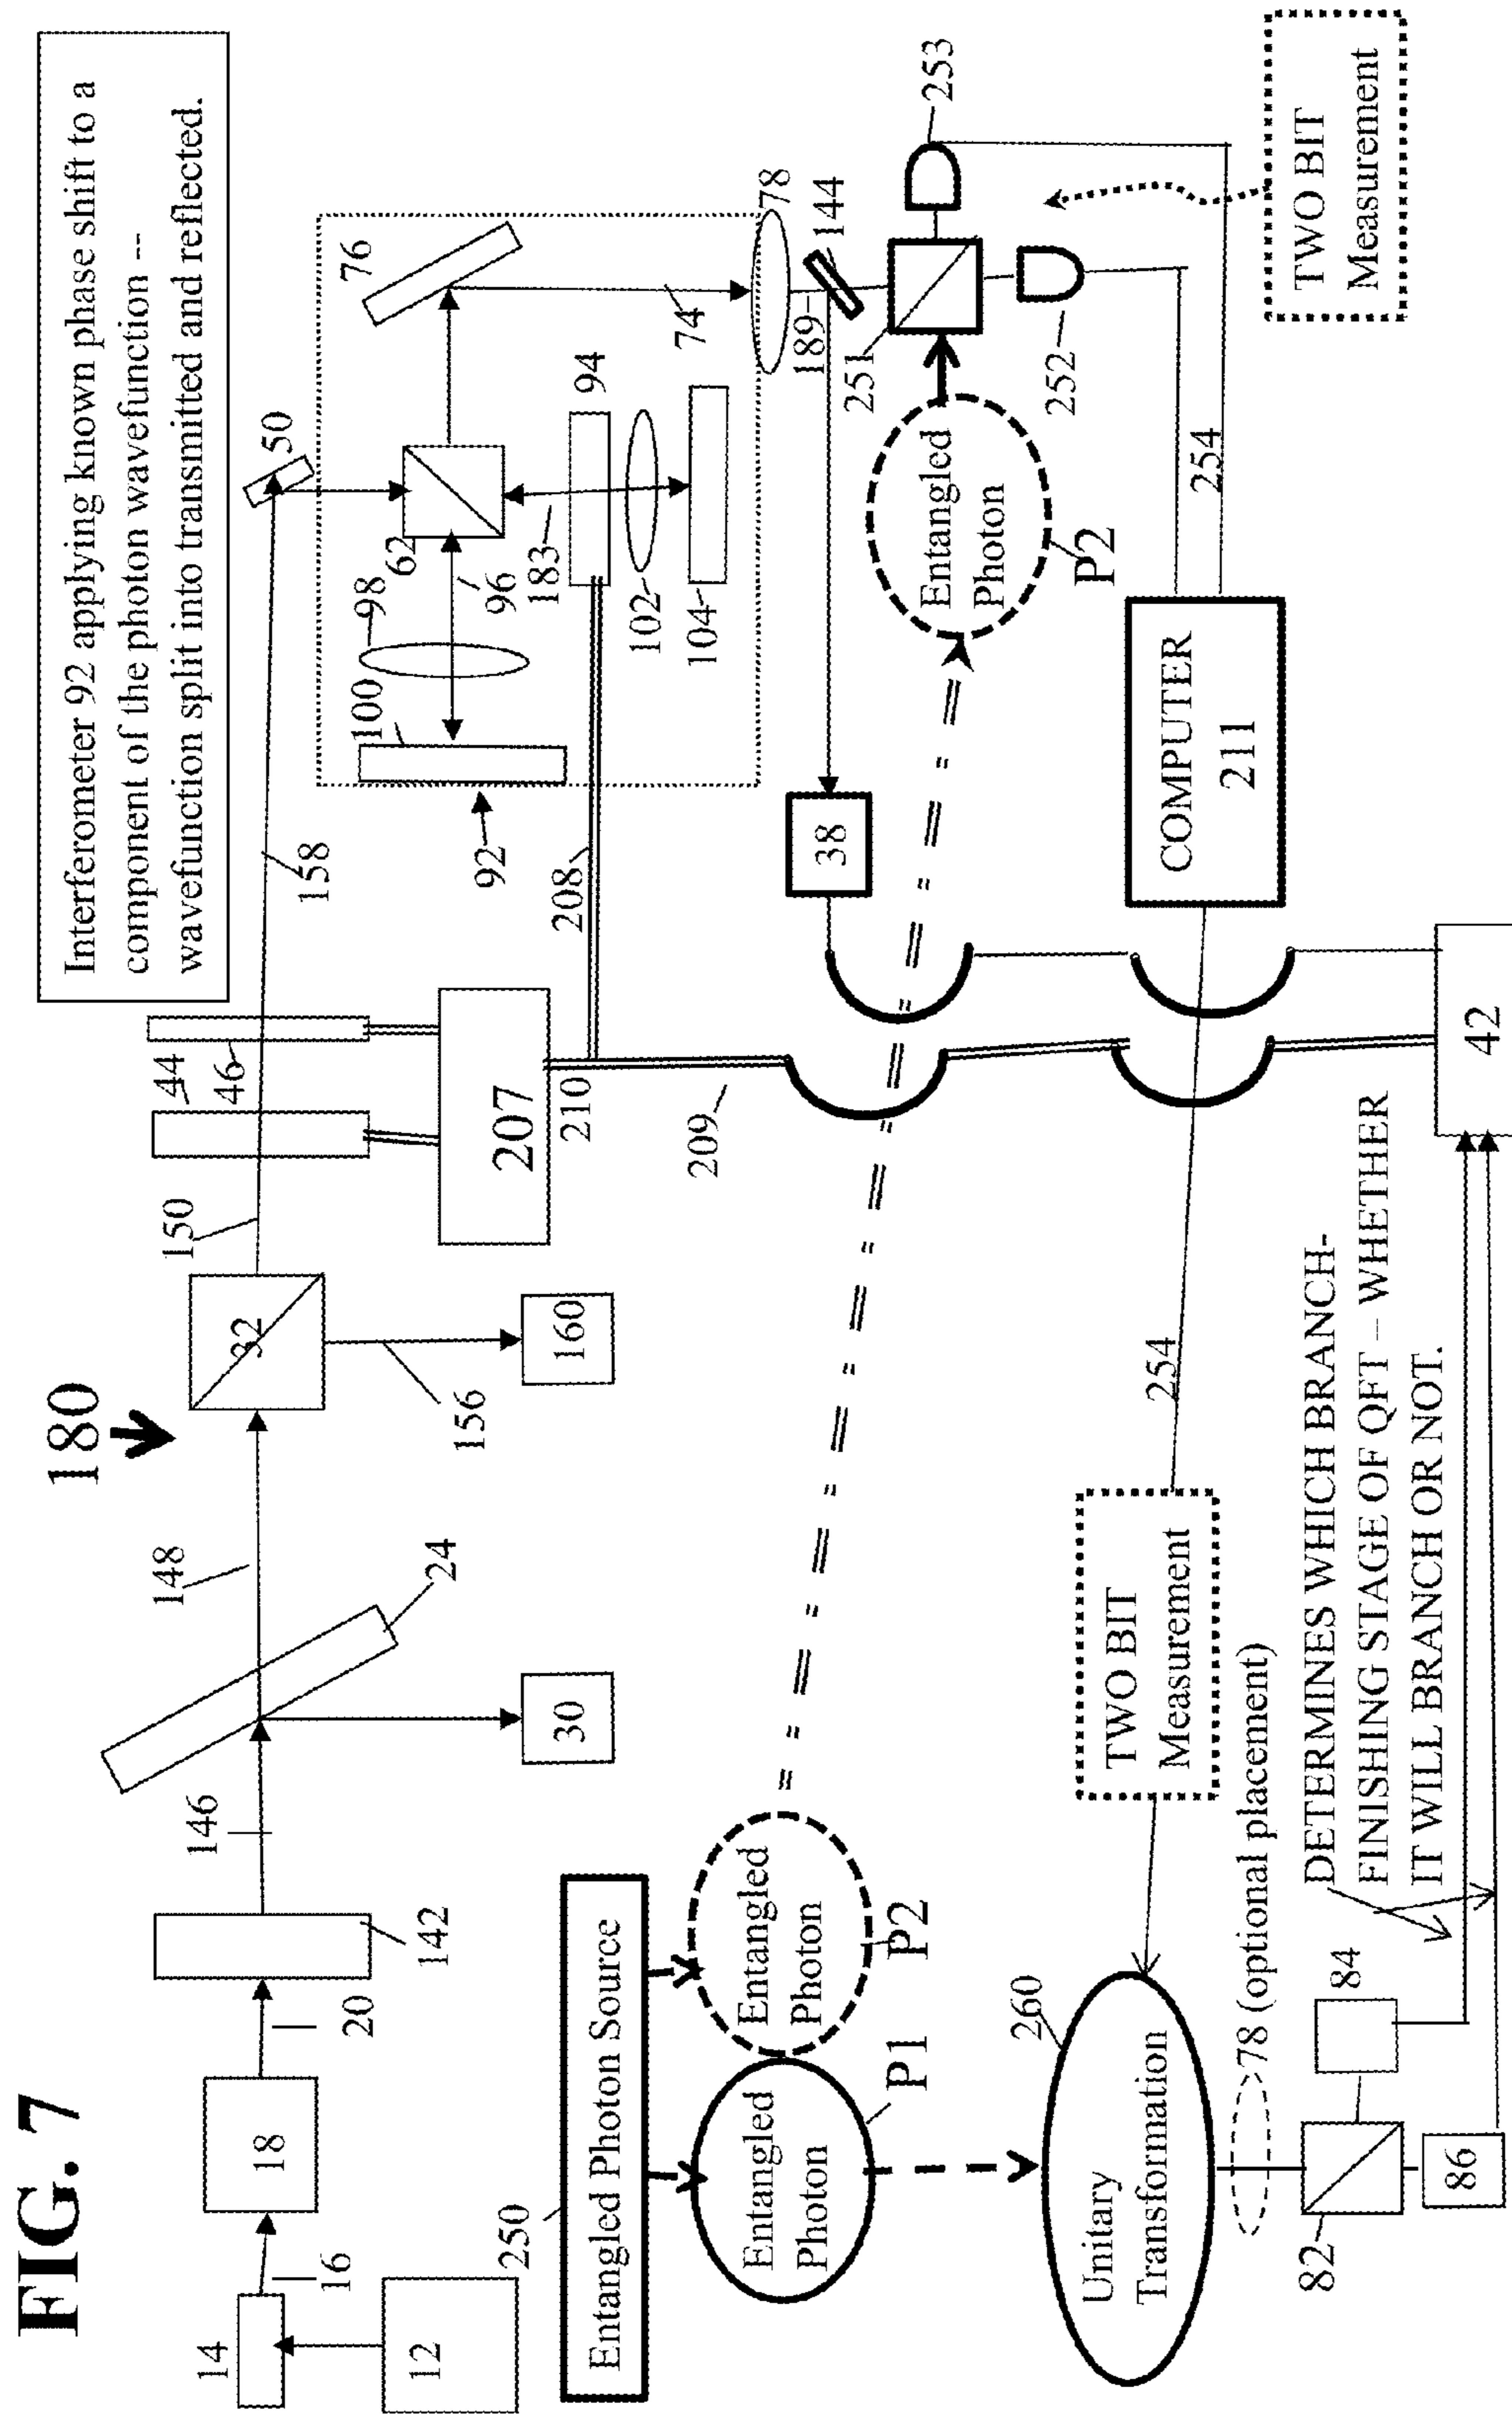 FIG. 7
180
Interferometer 92 applying known phase shift to a
component of the photon wavefunction --
wavefunction split into transmitted and reflected.
14
16
12
18
20
142
146
24
30
148
32
156
160
150
44
46
207
210
209
208
158
50
76
62
98
96
100
183
94
102
104
74
92
78
189
144
251
253
252
38
254
TWO BIT
Measurement
250
Entangled Photon Source
Entangled
Photon
P1
Entangled
Photon
P2
Entangled
Photon
P2
COMPUTER
211
254
TWO BIT
Measurement
260
Unitary
Transformation
78 (optional placement)
82
84
86
DETERMINES WHICH BRANCH-
FINISHING STAGE OF QFT – WHETHER
IT WILL BRANCH OR NOT.
42